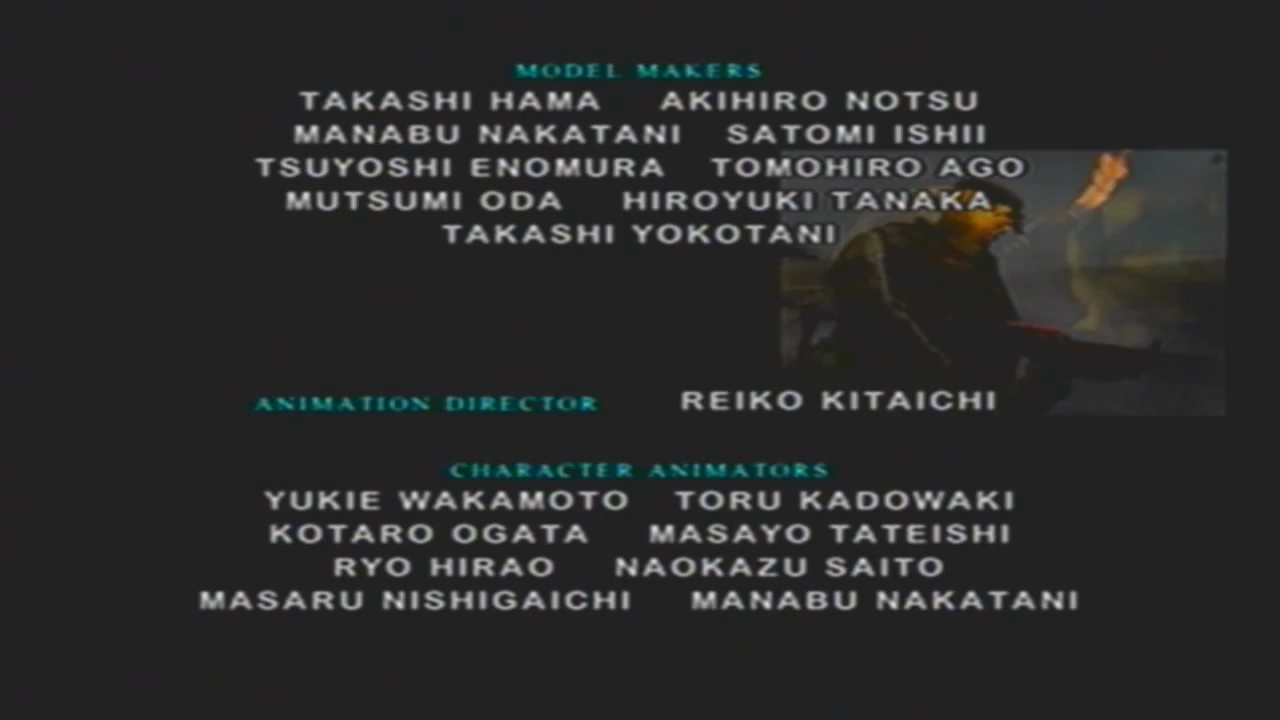 MODEL MAKERS
TAKASHI HAMA AKIHIRO NOTSU
MANABU NAKATANI SATOMI ISHII
TSUYOSHI ENOMURA TOMOHIRO AGO
MUTSUMI ODA HIROYUKI TANAKA
TAKASHI YOKOTANI
ANIMATION DIRECTOR REIKO KITAICHI
CHARACTER ANIMATORS
YUKIE WAKAMOTO TORU KADOWAKI
KOTARO OGATA MASAYO TATEISHI
RYO HIRAO NAOKAZU SAITO
MASARU NISHIGAICHI MANABU NAKATANI